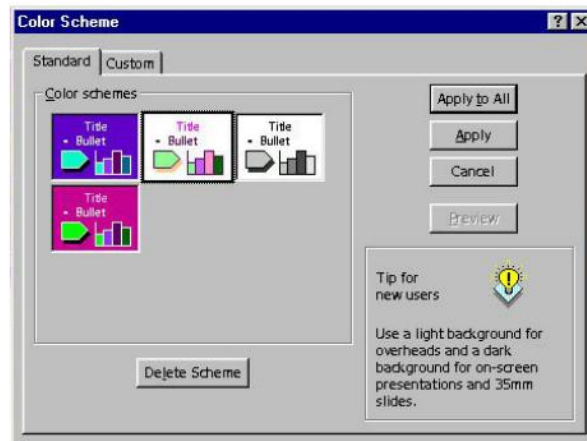 Color Scheme
Standard
Custom
Color schemes
Title
- Bullet
Title
- Bullet
Title
- Bullet
Title
- Bullet
Delete Scheme
Apply to All
Apply
Cancel
Preview
Tip for
new users
Use a light background for
overheads and a dark
background for on-screen
presentations and 35mm
slides.